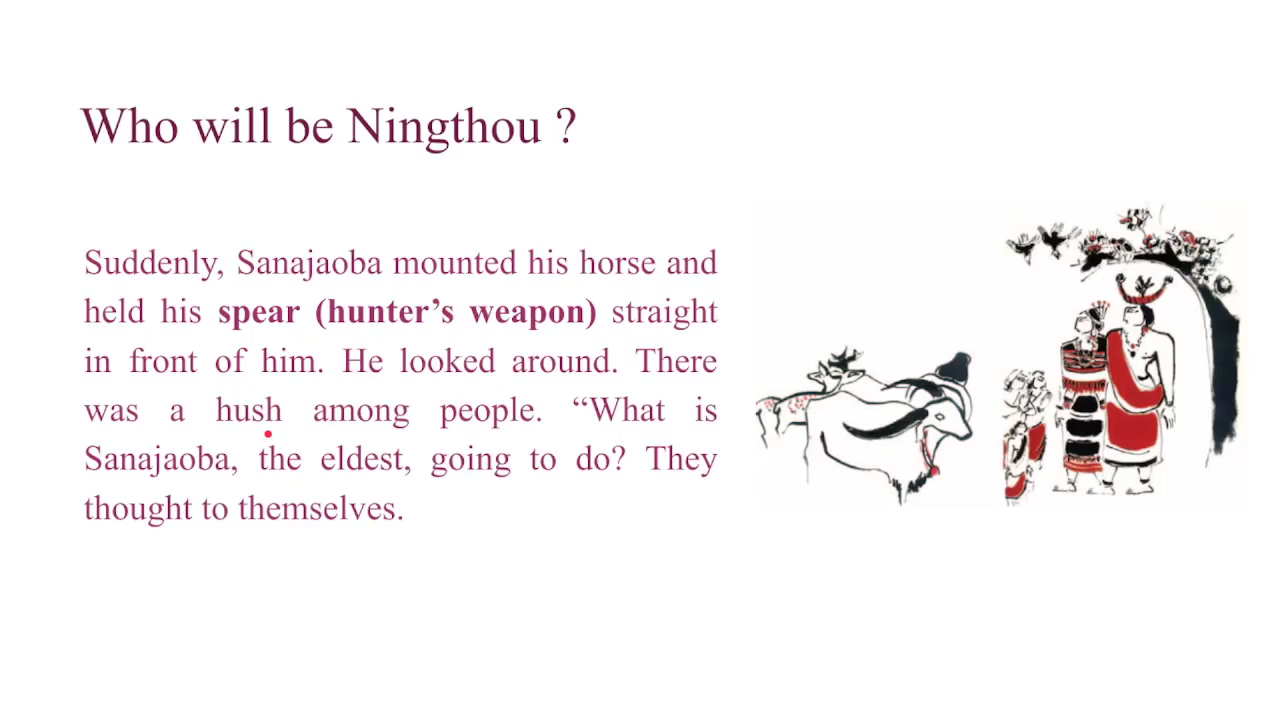 Who will be Ningthou ?
Suddenly, Sanajaoba mounted his horse and
held his spear (hunter’s weapon) straight
in front of him. He looked around. There
was a hush among people. “What is
Sanajaoba, the eldest, going to do? They
thought to themselves.